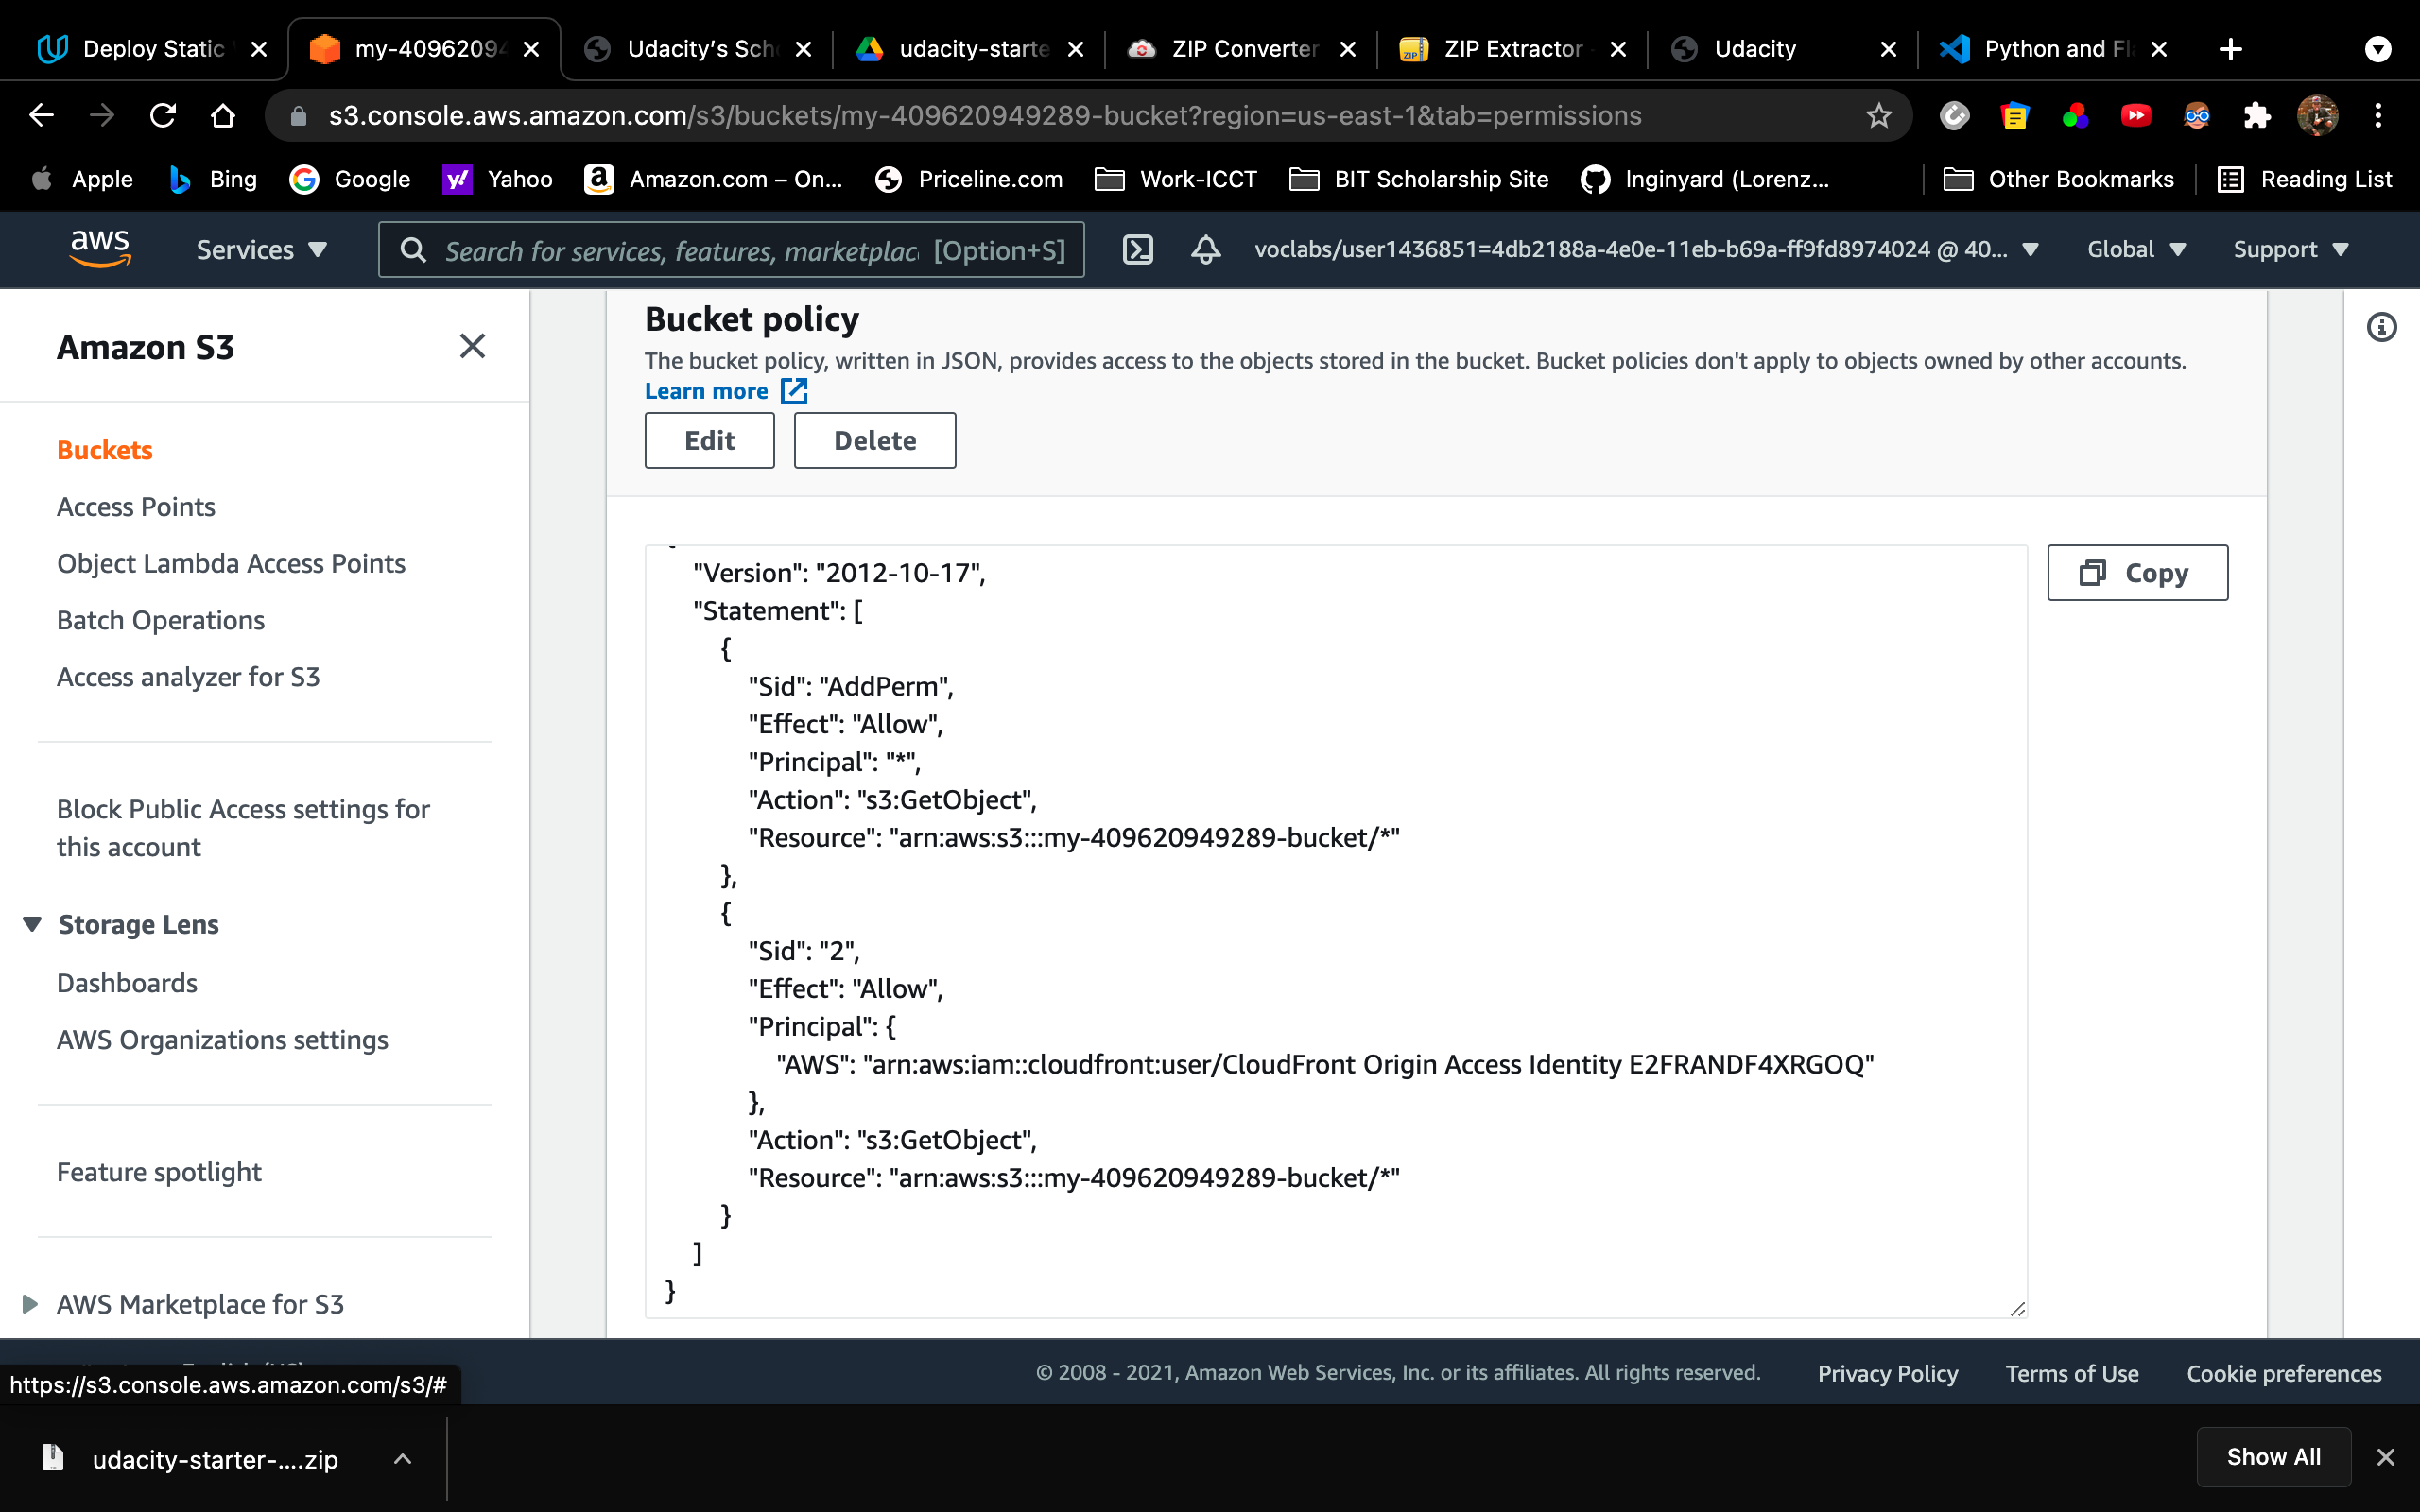 Deploy Static
my-40962094
Udacity's Sch
udacity-starte
ZIP Converter
ZIP Extractor
Udacity
Python and Fl
s3.console.aws.amazon.com/s3/buckets/my-409620949289-bucket?region=us-east-1&tab=permissions
Apple
Bing
Google
Yahoo
Amazon.com – On...
Priceline.com
Work-ICCT
BIT Scholarship Site
Inginyard (Lorenz...
Other Bookmarks
Reading List
aws
Services
Search for services, features, marketplac [Option+S]
voclabs/user1436851=4db2188a-4e0e-11eb-b69a-ff9fd8974024 @ 40...
Global
Support
Amazon S3
Buckets
Access Points
Object Lambda Access Points
Batch Operations
Access analyzer for S3
Block Public Access settings for
this account
Storage Lens
Dashboards
AWS Organizations settings
Feature spotlight
AWS Marketplace for S3
Bucket policy
The bucket policy, written in JSON, provides access to the objects stored in the bucket. Bucket policies don't apply to objects owned by other accounts.
Learn more
Edit
Delete
"Version": "2012-10-17",
"Statement": [
{
"Sid": "AddPerm",
"Effect": "Allow",
"Principal": "*",
"Action": "s3:GetObject",
"Resource": "arn:aws:s3:::my-409620949289-bucket/*"
},
{
"Sid": "2",
"Effect": "Allow",
"Principal": {
"AWS": "arn:aws:iam::cloudfront:user/CloudFront Origin Access Identity E2FRANDF4XRGOQ"
},
"Action": "s3:GetObject",
"Resource": "arn:aws:s3:::my-409620949289-bucket/*"
}
]
}
Copy
https://s3.console.aws.amazon.com/s3/#
© 2008 - 2021, Amazon Web Services, Inc. or its affiliates. All rights reserved.
Privacy Policy
Terms of Use
Cookie preferences
udacity-starter-....zip
Show All